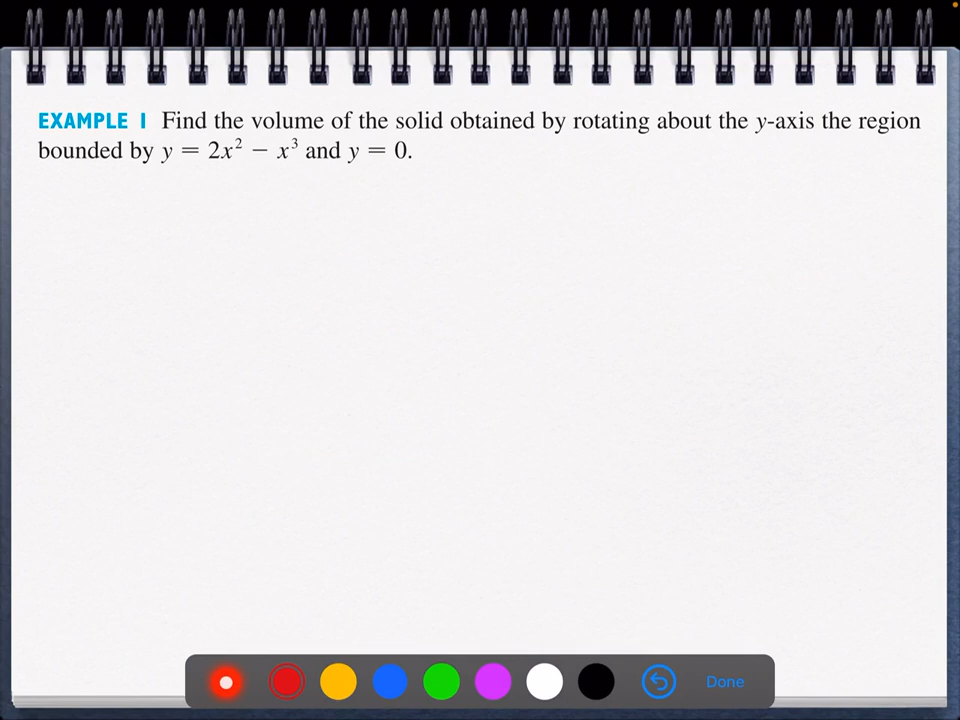 EXAMPLE 1 Find the volume of the solid obtained by rotating about the y-axis the region
bounded by y = 2x² − x³ and y = 0.
Done